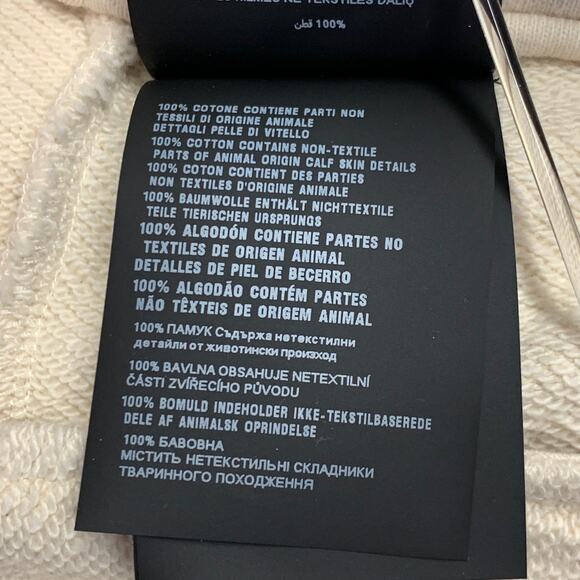 NE TEKSTILES DALIŲ
100% قطن
100% COTONE CONTIENE PARTI NON
TESSILI DI ORIGINE ANIMALE
DETTAGLI PELLE DI VITELLO
100% COTTON CONTAINS NON-TEXTILE
PARTS OF ANIMAL ORIGIN CALF SKIN DETAILS
100% COTON CONTIENT DES PARTIES
NON TEXTILES D'ORIGINE ANIMALE
100% BAUMWOLLE ENTHÄLT NICHTTEXTILE
TEILE TIERISCHEN URSPRUNGS
100% ALGODÓN CONTIENE PARTES NO
TEXTILES DE ORIGEN ANIMAL
DETALLES DE PIEL DE BECERRO
100% ALGODÃO CONTÉM PARTES
NÃO TÊXTEIS DE ORIGEM ANIMAL
100% ПАМУК Съдържа нетекстилни
детайли от животински произход
100% BAVLNA OBSAHUJE NETEXTILNÍ
ČÁSTI ZVÍŘECÍHO PŮVODU
100% BOMULD INDEHOLDER IKKE-TEKSTILBASEREDE
DELE AF ANIMALSK OPRINDELSE
100% БАВОВНА
МІСТИТЬ НЕТЕКСТИЛЬНІ СКЛАДНИКИ
ТВАРИННОГО ПОХОДЖЕННЯ